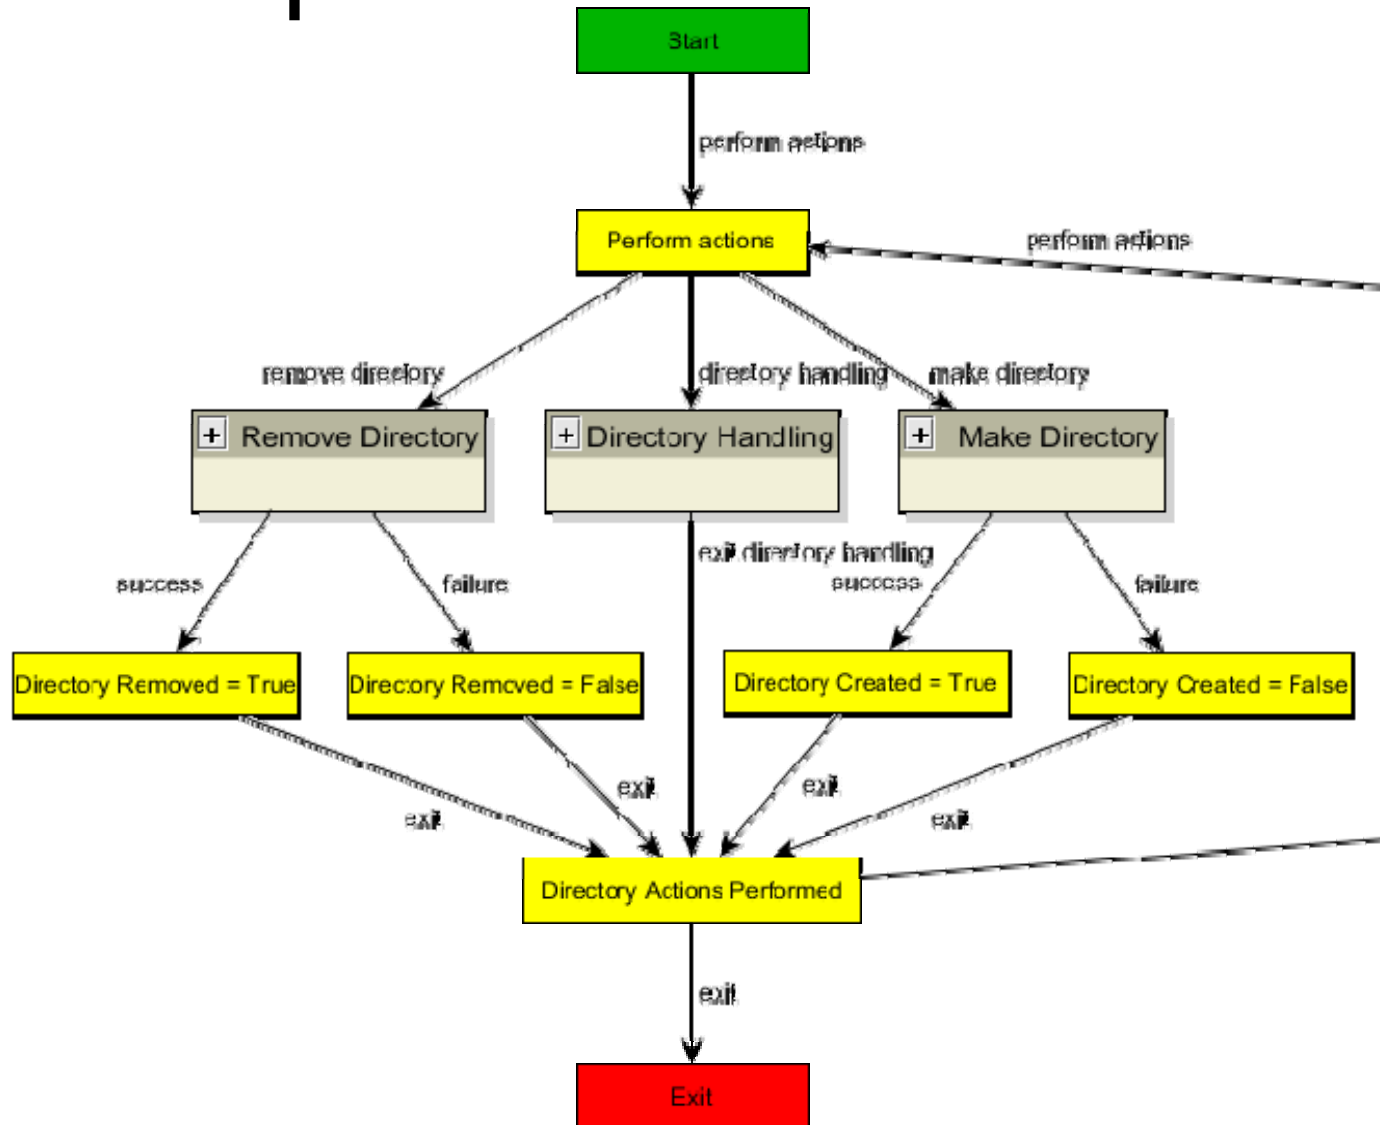 Start
perform actions
Perform actions
perform actions
remove directory
directory handling
make directory
+ Remove Directory
+ Directory Handling
+ Make Directory
exit directory handling
success
failure
success
failure
Directory Removed = True
Directory Removed = False
Directory Created = True
Directory Created = False
exit
exit
exit
exit
Directory Actions Performed
exit
Exit